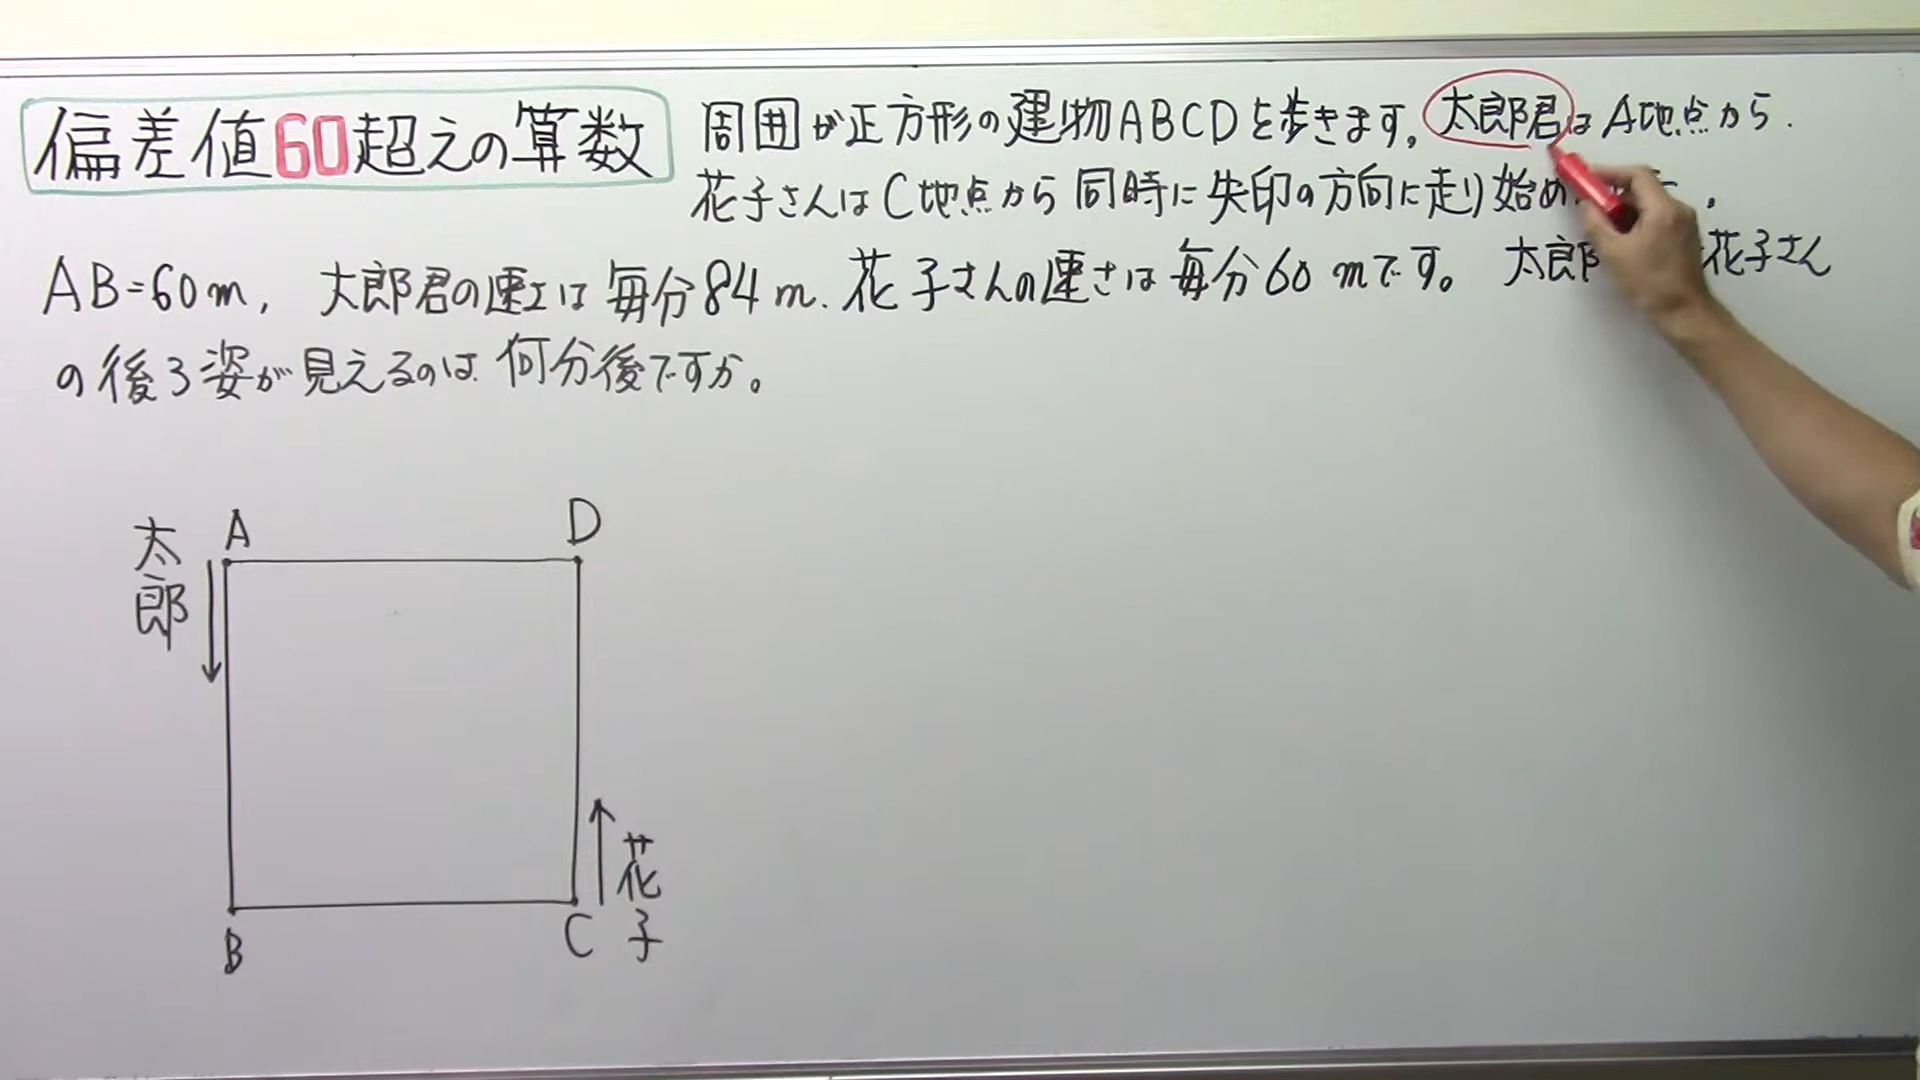 偏差値60超えの算数
周囲が正方形の建物ABCDを歩きます。太郎君はA地点から、
花子さんはC地点から同時に矢印の方向に走り始め
AB=60m, 太郎君の速さは毎分84m、花子さんの速さは毎分60mです。太郎 花子さん
の後ろ姿が見えるのは何分後ですか。
A
D
太郎
花子
B
C